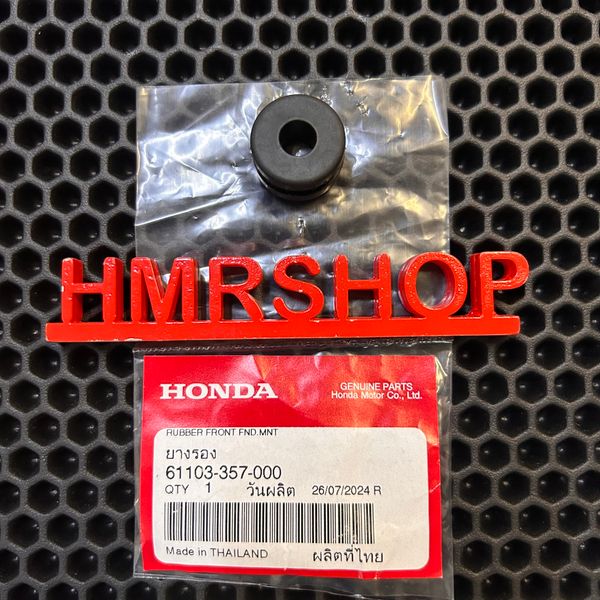 HMRSHOP
HONDA
GENUINE PARTS
Honda Motor Co., Ltd.
RUBBER FRONT FND.MNT
ยางรอง
61103-357-000
QTY 1 วันผลิต 26/07/2024 R
Made in THAILAND ผลิตที่ไทย